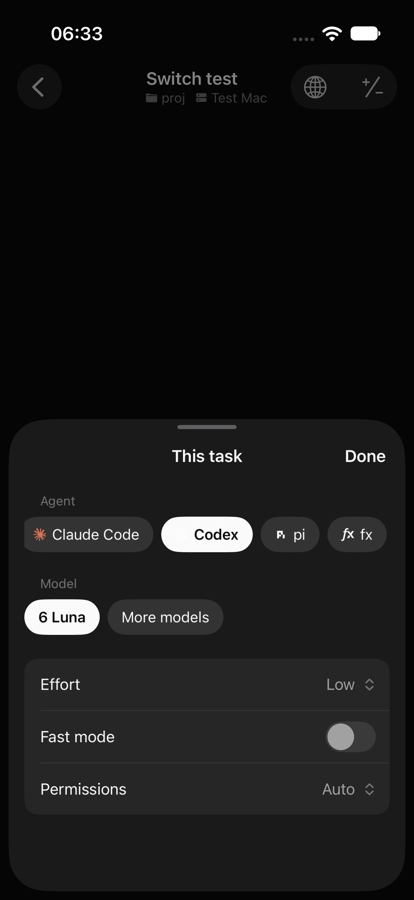 06:33
Switch test
proj Test Mac
This task
Done
Agent
Claude Code
Codex
pi
fx fx
Model
6 Luna
More models
Effort
Low
Fast mode
Permissions
Auto